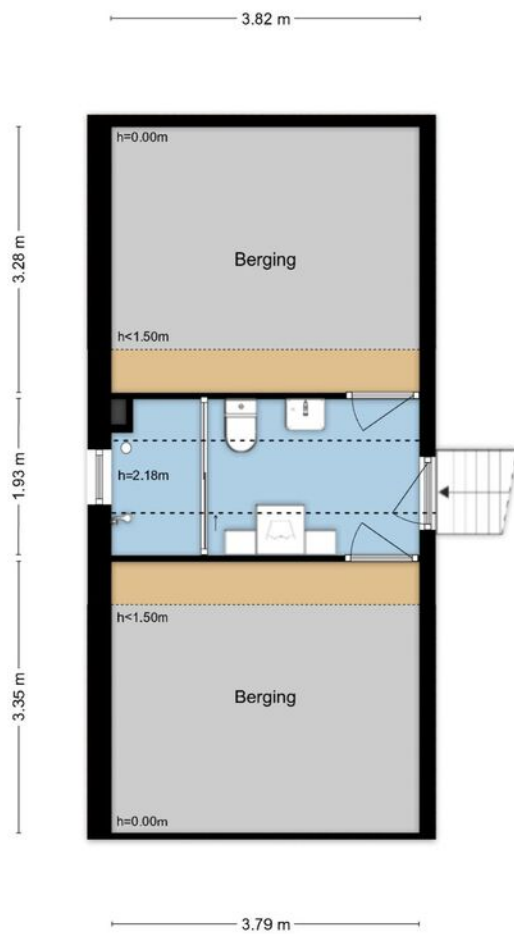 3.82 m
h=0.00m
Berging
3.28 m
h<1.50m
1.93 m
h=2.18m
h<1.50m
3.35 m
Berging
h=0.00m
3.79 m